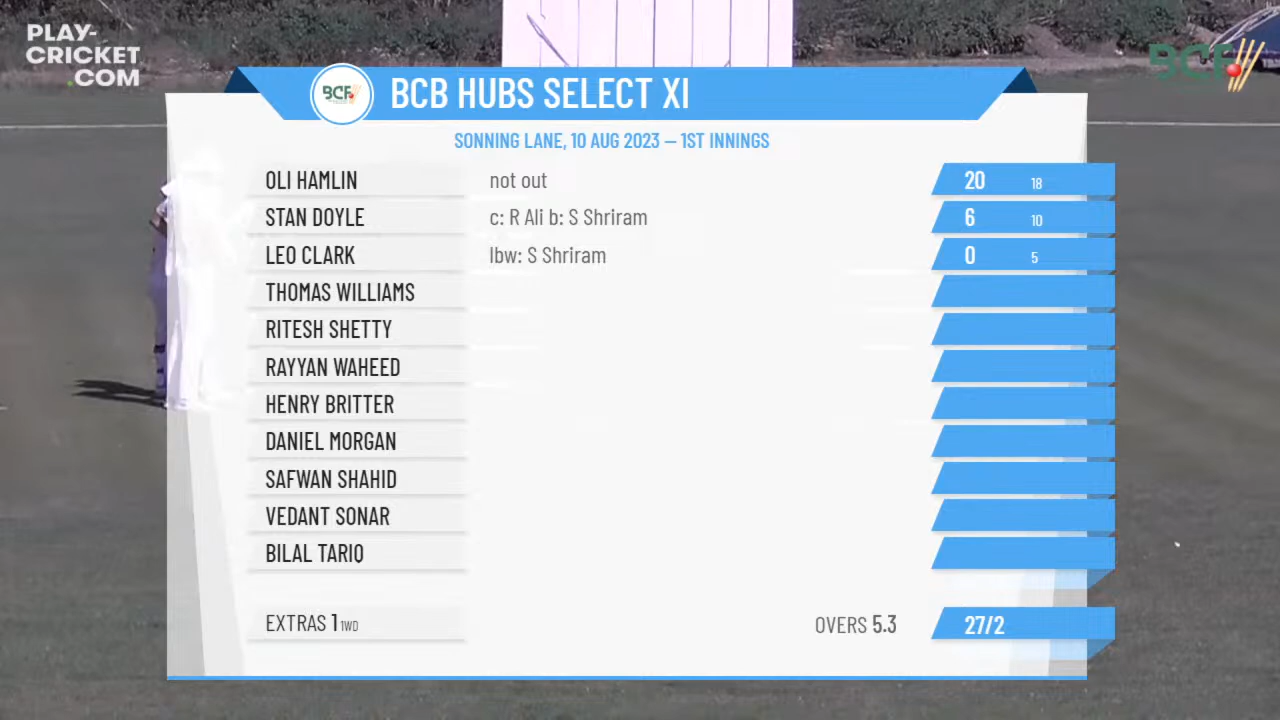 PLAY-
CRICKET
.COM
BCF
BCF
BCB HUBS SELECT XI
SONNING LANE, 10 AUG 2023 – 1ST INNINGS
OLI HAMLIN not out 20 18
STAN DOYLE c: R Ali b: S Shriram 6 10
LEO CLARK lbw: S Shriram 0 5
THOMAS WILLIAMS
RITESH SHETTY
RAYYAN WAHEED
HENRY BRITTER
DANIEL MORGAN
SAFWAN SHAHID
VEDANT SONAR
BILAL TARIQ
EXTRAS 1 1WD OVERS 5.3 27/2